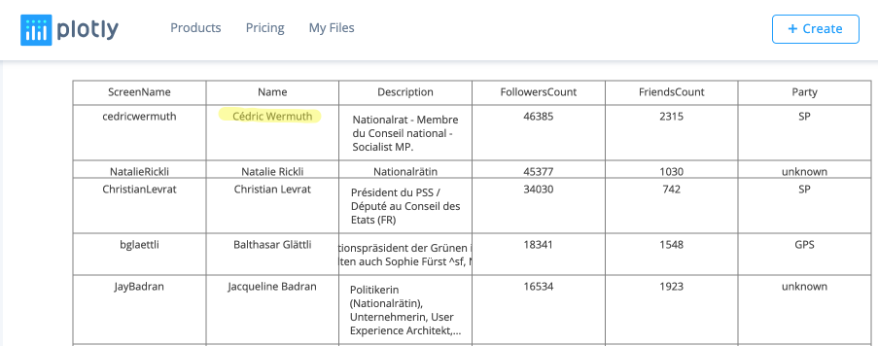 plotly Products Pricing My Files + Create
ScreenName Name Description FollowersCount FriendsCount Party
cedricwermuth Cédric Wermuth Nationalrat - Membre 46385 2315 SP
du Conseil national -
Socialist MP.
NatalieRickli Natalie Rickli Nationalrätin 45377 1030 unknown
ChristianLevrat Christian Levrat Président du PSS / 34030 742 SP
Député au Conseil des
Etats (FR)
bglaettli Balthasar Glättli tionspräsident der Grünen i 18341 1548 GPS
ten auch Sophie Fürst ^sf,
JayBadran Jacqueline Badran Politikerin 16534 1923 unknown
(Nationalrätin),
Unternehmerin, User
Experience Architekt,...